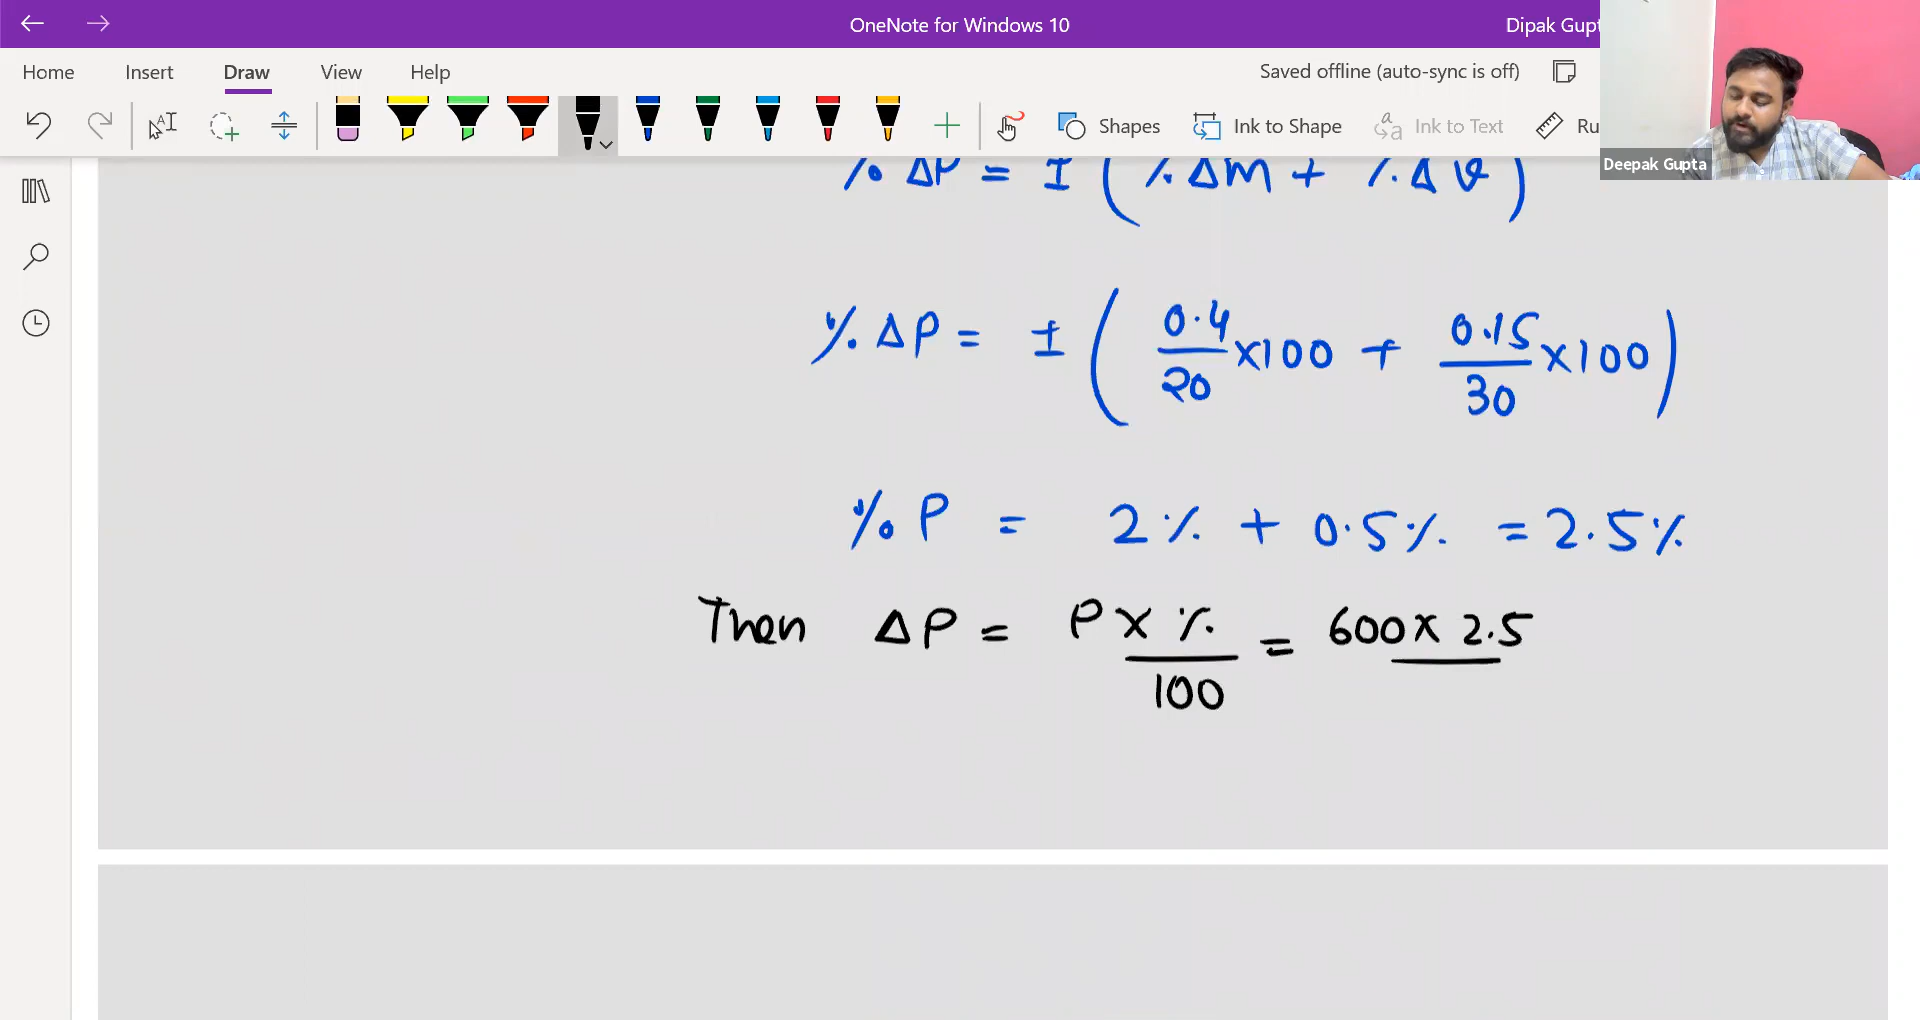 OneNote for Windows 10
Dipak Gupt
Home Insert Draw View Help
Saved offline (auto-sync is off)
Shapes Ink to Shape Ink to Text Ru
Deepak Gupta
% ΔP = ± ( % Δm + % Δv )
% ΔP = ± ( 0.4/20 × 100 + 0.15/30 × 100 )
% P = 2 % + 0.5 % = 2.5 %
Then ΔP = P × %/100 = 600 × 2.5